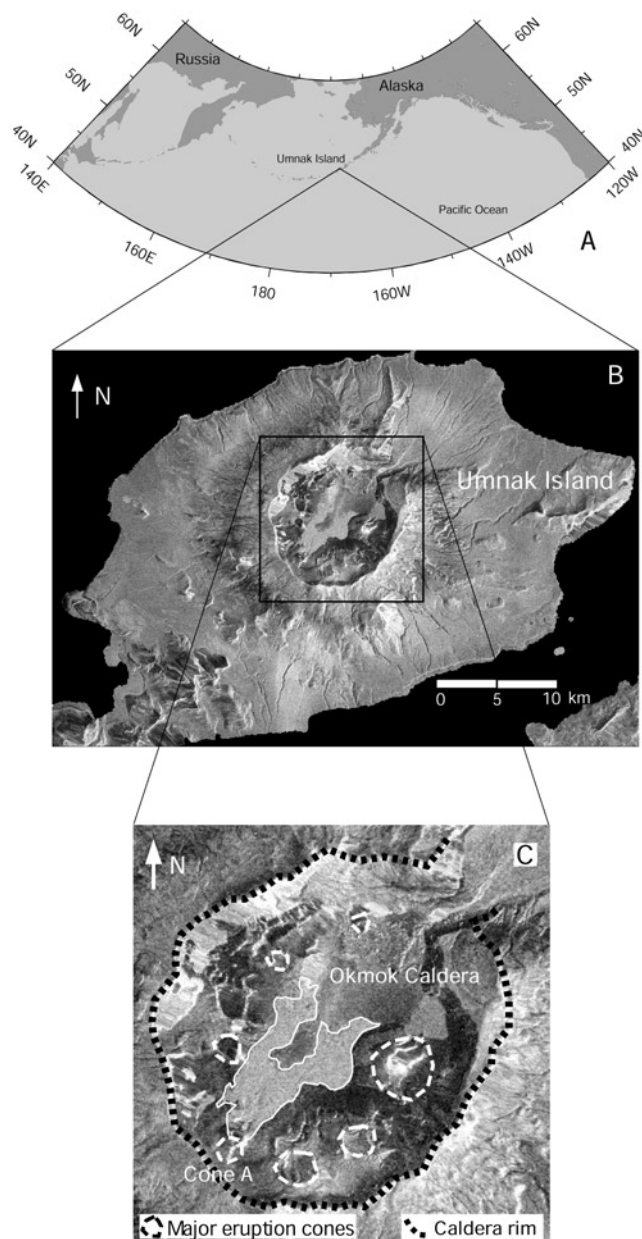 60N
60N
Russia
Alaska
50N
50N
40N
40N
140E
120W
Umnak Island
Pacific Ocean
160E
140W
A
180
160W
B
N
Umnak Island
0 5 10 km
C
N
Okmok Caldera
Cone A
Major eruption cones
Caldera rim